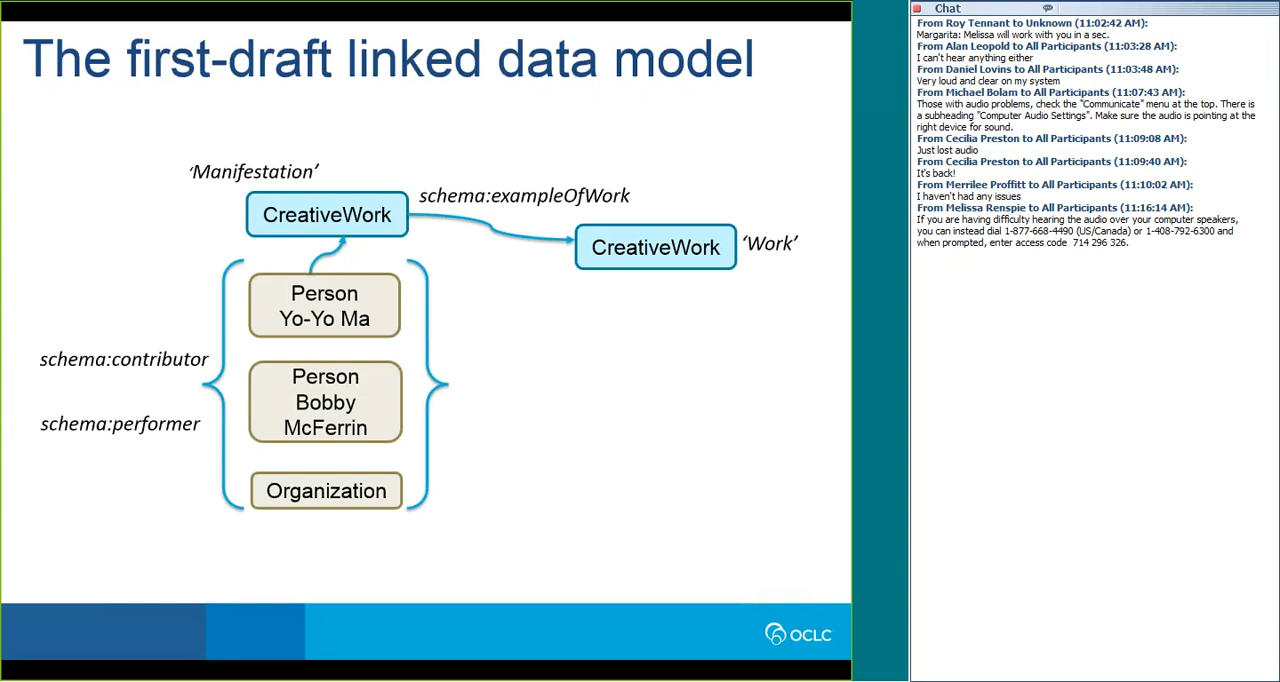 The first-draft linked data model
‘Manifestation’
schema:exampleOfWork
CreativeWork
CreativeWork
‘Work’
Person
Yo-Yo Ma
schema:contributor
Person
Bobby
McFerrin
schema:performer
Organization
OCLC
Chat
From Roy Tennant to Unknown (11:02:42 AM):
Margarita: Melissa will work with you in a sec.
From Alan Leopold to All Participants (11:03:28 AM):
I can't hear anything either
From Daniel Lovins to All Participants (11:03:48 AM):
Very loud and clear on my system
From Michael Bolam to All Participants (11:07:43 AM):
Those with audio problems, check the "Communicate" menu at the top. There is
a subheading "Computer Audio Settings". Make sure the audio is pointing at the
right device for sound.
From Cecilia Preston to All Participants (11:09:08 AM):
Just lost audio
From Cecilia Preston to All Participants (11:09:40 AM):
It's back!
From Merrilee Proffitt to All Participants (11:10:02 AM):
I haven't had any issues
From Melissa Renspie to All Participants (11:16:14 AM):
If you are having difficulty hearing the audio over your computer speakers,
you can instead dial 1-877-668-4490 (US/Canada) or 1-408-792-6300 and
when prompted, enter access code  714 296 326.